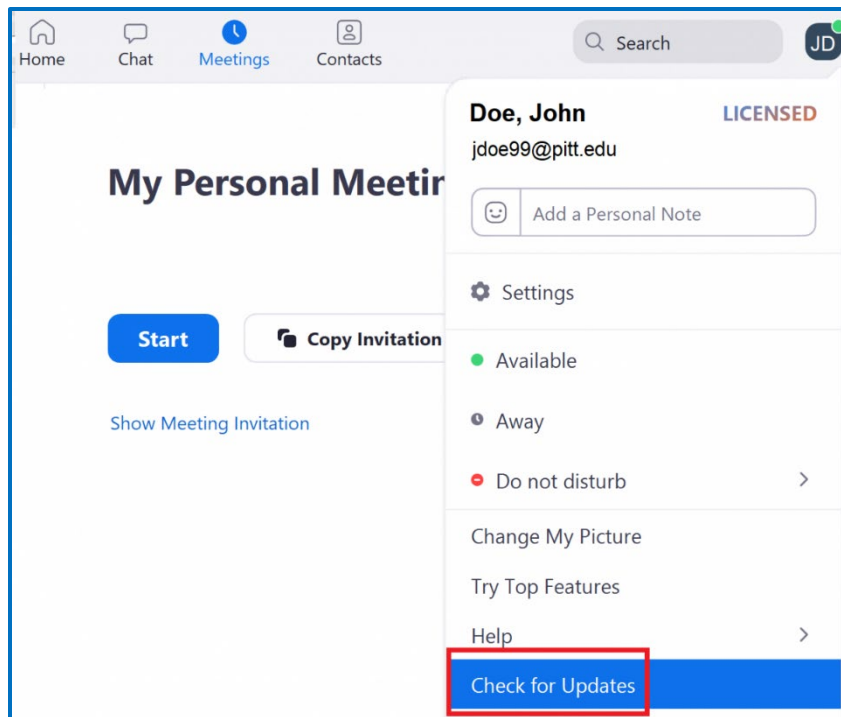 Home
Chat
Meetings
Contacts
Search
JD
Doe, John
LICENSED
jdoe99@pitt.edu
My Personal
Add a Personal Note
Settings
Start
Copy Invitation
Available
Show Meeting Invitation
Away
Do not disturb
Change My Picture
Try Top Features
Help
Check for Updates